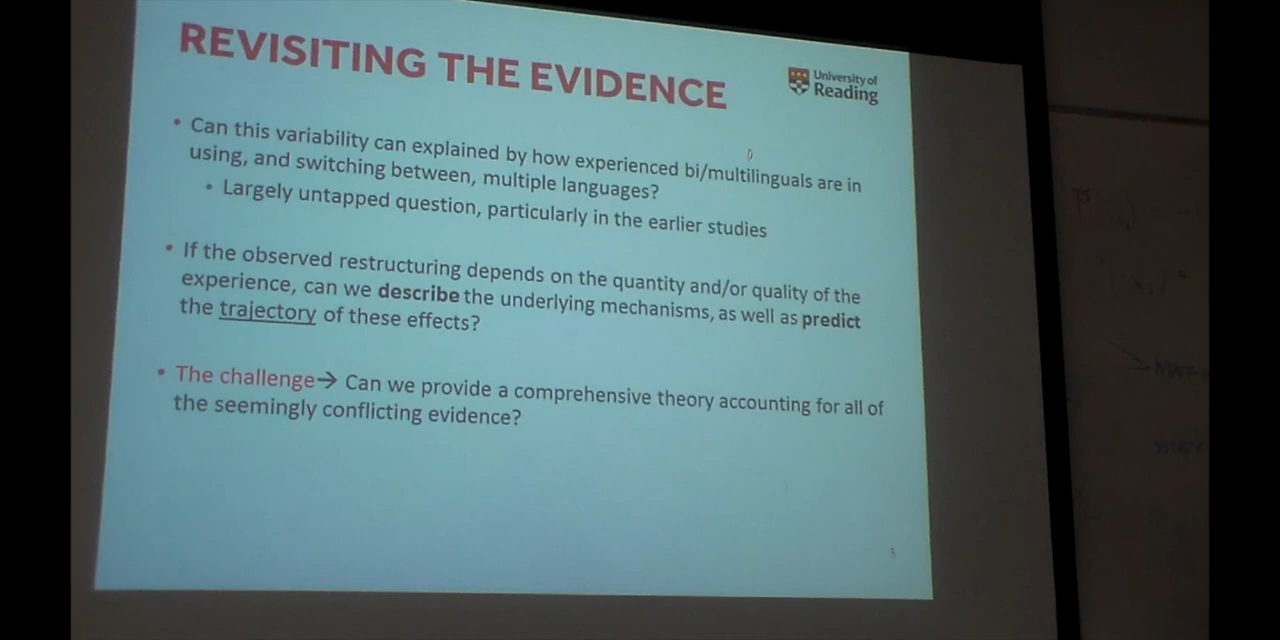 REVISITING THE EVIDENCE
University of
Reading
• Can this variability can explained by how experienced bi/multilinguals are in
using, and switching between, multiple languages?
• Largely untapped question, particularly in the earlier studies
• If the observed restructuring depends on the quantity and/or quality of the
experience, can we describe the underlying mechanisms, as well as predict
the trajectory of these effects?
• The challenge→ Can we provide a comprehensive theory accounting for all of
the seemingly conflicting evidence?